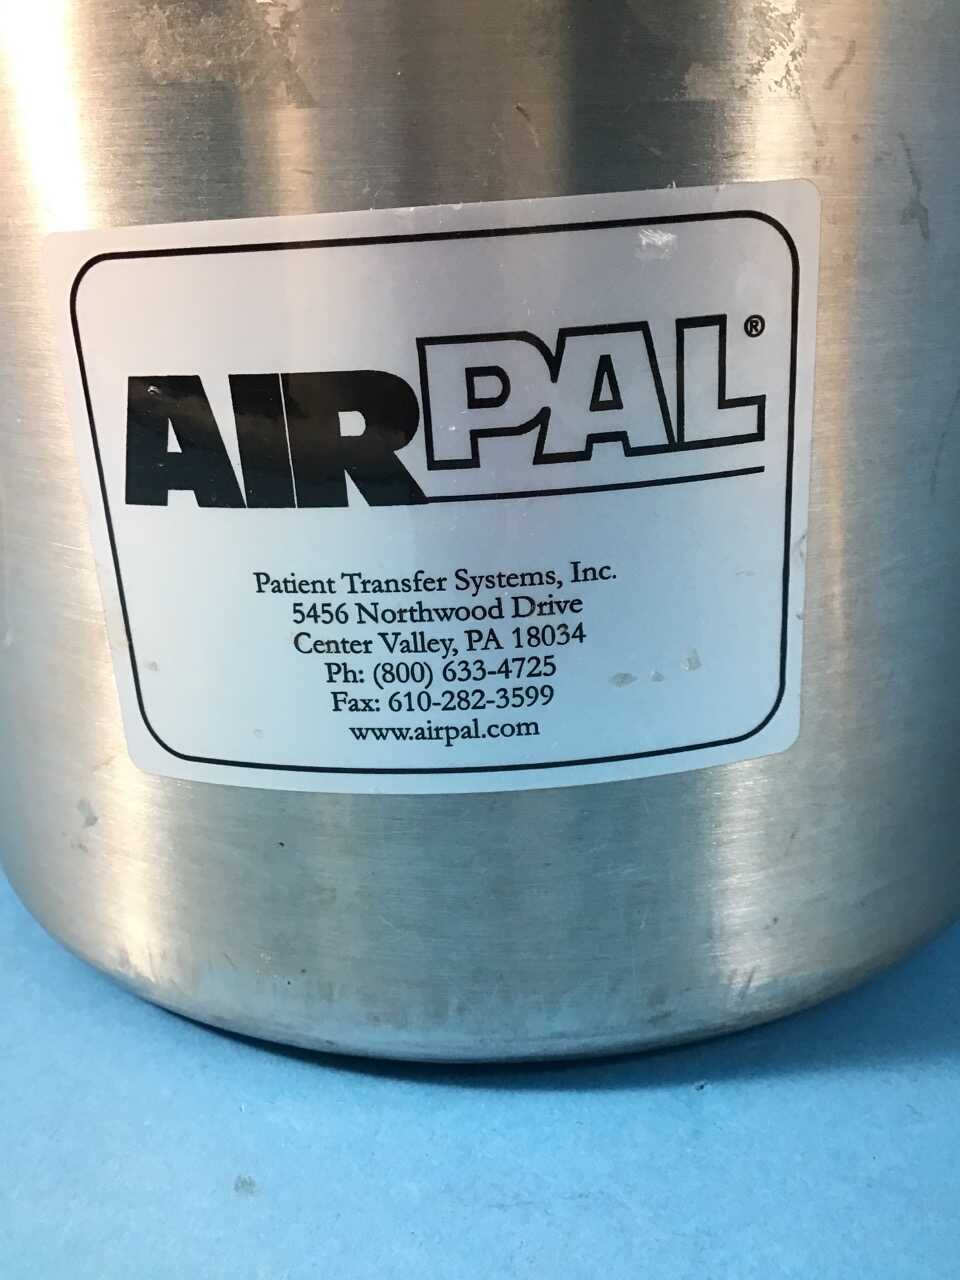 AIRPAL®
Patient Transfer Systems, Inc.
5456 Northwood Drive
Center Valley, PA 18034
Ph: (800) 633-4725
Fax: 610-282-3599
www.airpal.com